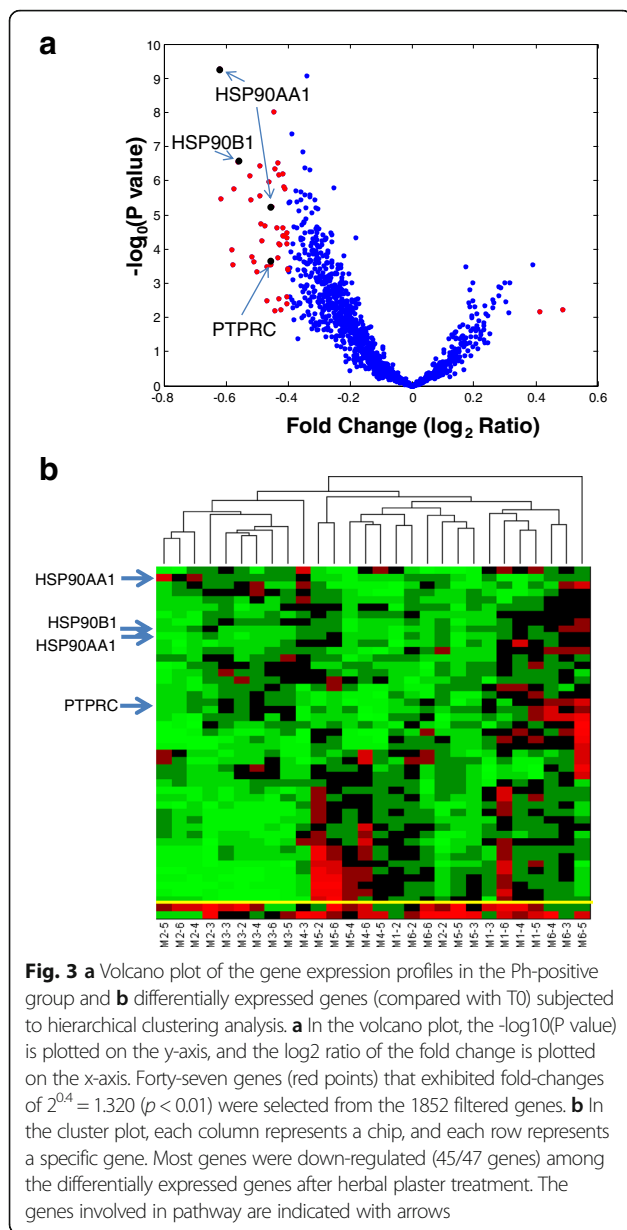 a
10
9
8
7
6
5
4
3
2
1
0
-log₀(P value)
HSP90AA1
HSP90B1
PTPRC
-0.8 -0.6 -0.4 -0.2 0 0.2 0.4 0.6
Fold Change (log₂ Ratio)
b
HSP90AA1
HSP90B1
HSP90AA1
PTPRC
M2-5 M2-6 M2-4 M2-3 M3-3 M3-2 M3-4 M3-6 M3-5 M4-3 M5-2 M5-6 M5-4 M4-6 M4-5 M1-2 M6-2 M6-6 M2-2 M5-5 M5-3 M1-3 M1-6 M1-4 M1-5 M6-4 M6-3 M6-5
Fig. 3 a Volcano plot of the gene expression profiles in the Ph-positive
group and b differentially expressed genes (compared with T0) subjected
to hierarchical clustering analysis. a In the volcano plot, the -log10(P value)
is plotted on the y-axis, and the log2 ratio of the fold change is plotted
on the x-axis. Forty-seven genes (red points) that exhibited fold-changes
of 2^0.4 = 1.320 (p < 0.01) were selected from the 1852 filtered genes. b In
the cluster plot, each column represents a chip, and each row represents
a specific gene. Most genes were down-regulated (45/47 genes) among
the differentially expressed genes after herbal plaster treatment. The
genes involved in pathway are indicated with arrows